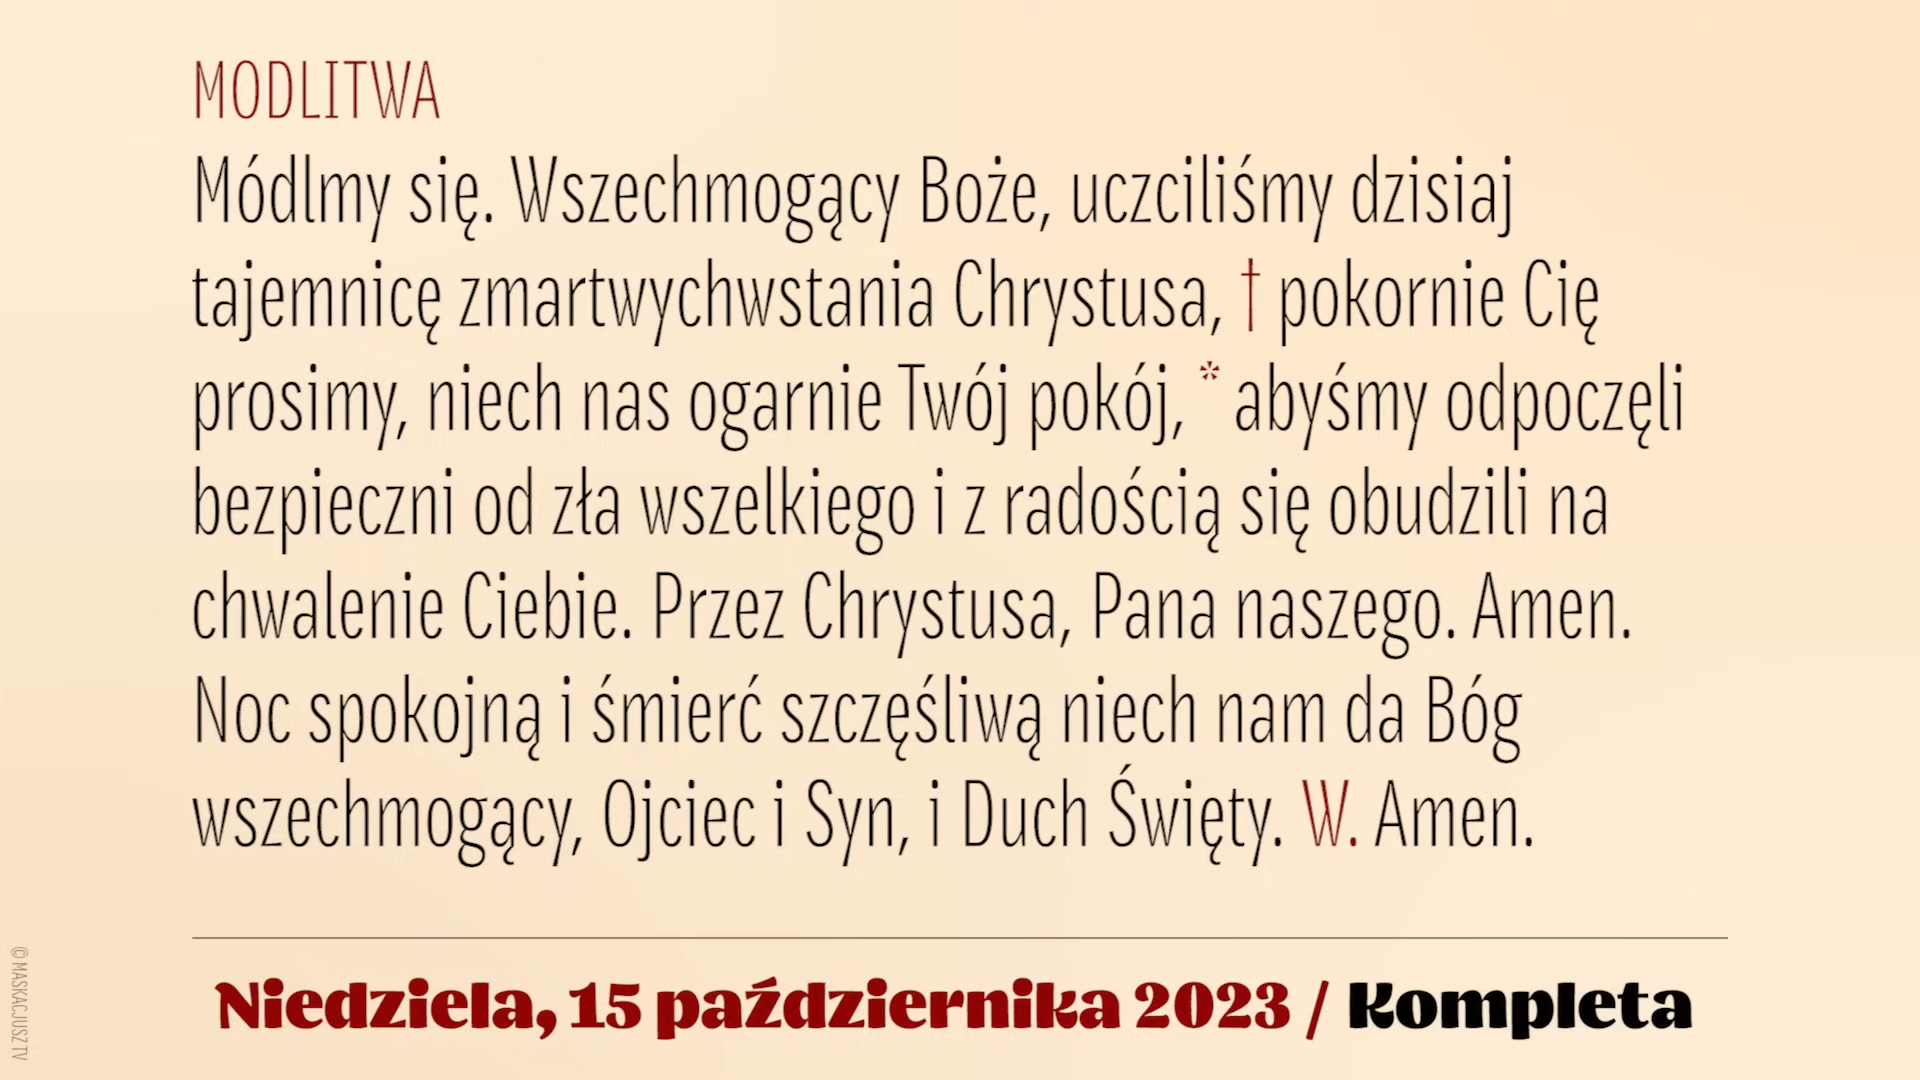 MODLITWA
Módlmy się. Wszechmogący Boże, uczciliśmy dzisiaj
tajemnicę zmartwychwstania Chrystusa, † pokornie Cię
prosimy, niech nas ogarnie Twój pokój, * abyśmy odpoczęli
bezpieczni od zła wszelkiego i z radością się obudzili na
chwalenie Ciebie. Przez Chrystusa, Pana naszego. Amen.
Noc spokojną i śmierć szczęśliwą niech nam da Bóg
wszechmogący, Ojciec i Syn, i Duch Święty. W. Amen.
Niedziela, 15 października 2023 / Kompleta
© MASKACJUSZ TV